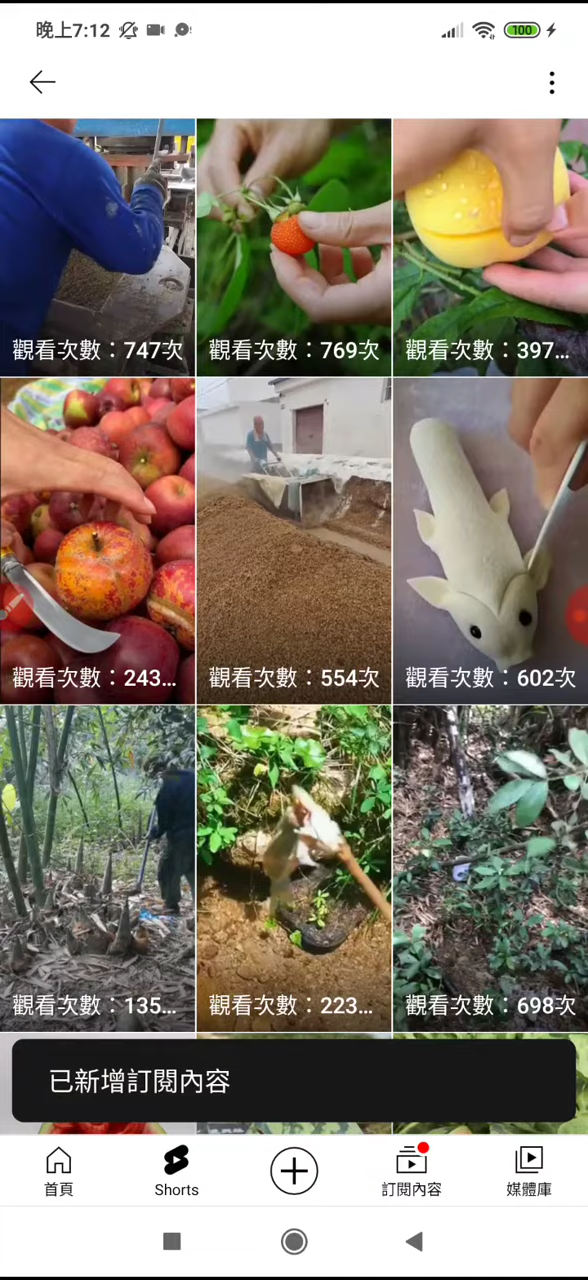 晚上7:12
100
觀看次數：747次
觀看次數：769次
觀看次數：397…
觀看次數：243…
觀看次數：554次
觀看次數：602次
觀看次數：135…
觀看次數：223…
觀看次數：698次
已新增訂閱內容
首頁
Shorts
訂閱內容
媒體庫